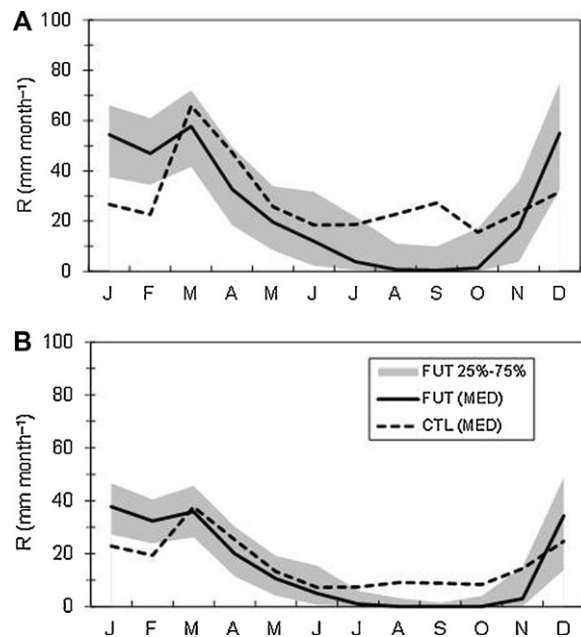 A
100
80
60
40
20
0
R (mm month⁻¹)
J F M A M J J A S O N D
B
100
80
60
40
20
0
R (mm month⁻¹)
FUT 25%-75%
FUT (MED)
CTL (MED)
J F M A M J J A S O N D